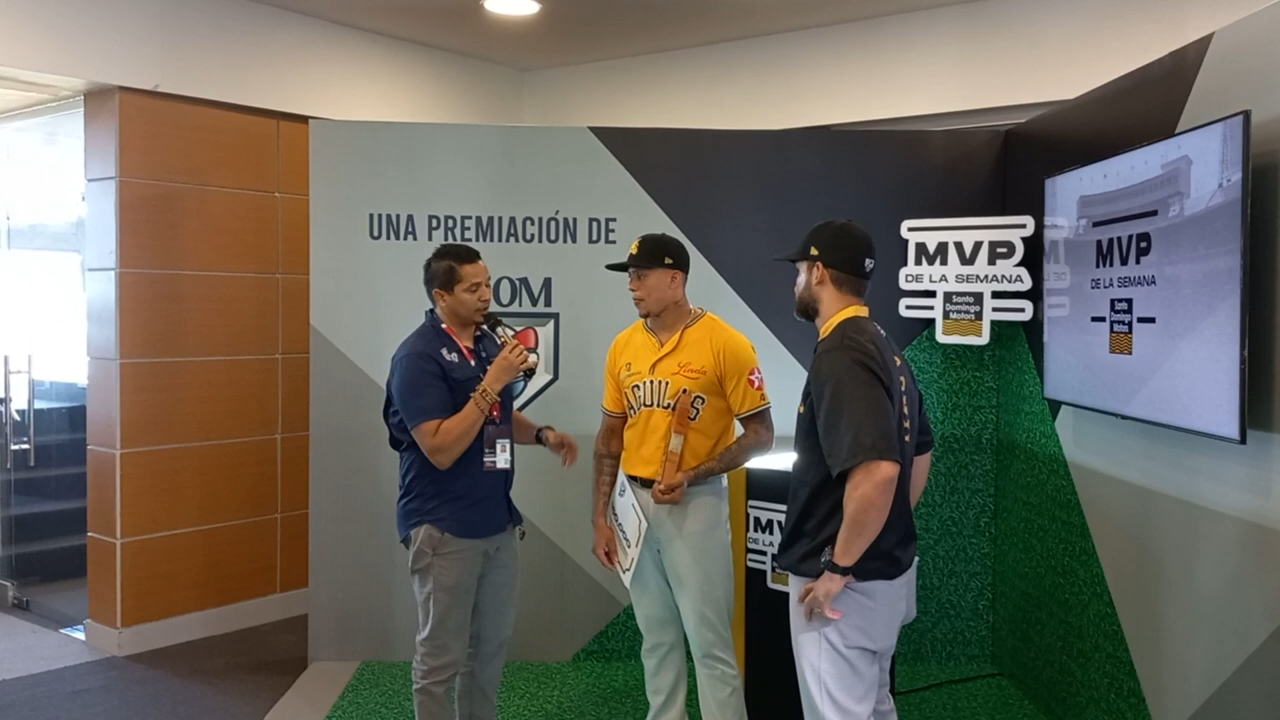 UNA PREMIACIÓN DE
OM
Linda
AGUILAS
MVP
DE LA SEMANA
Santo
Domingo
Motors
MVP
DE LA SEMANA
Santo
Domingo
Motors
MV
DE LA